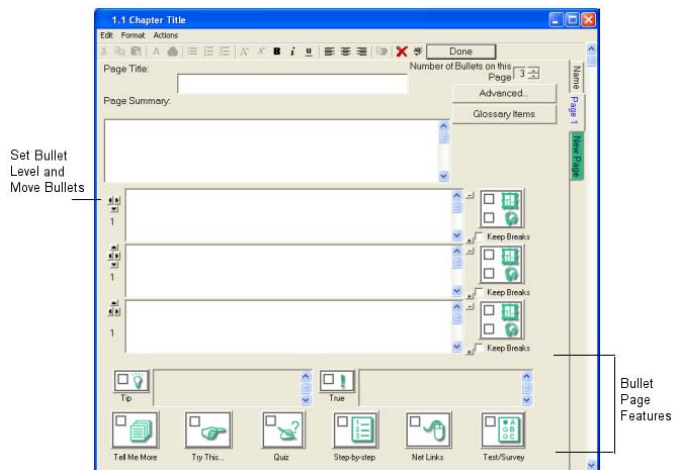 1.1 Chapter Title
Edit Format Actions
B i u
Done
Page Title:
Number of Bullets on this
Page 3
Advanced...
Page Summary:
Glossary Items
Name
Page 1
New Page
Set Bullet
Level and
Move Bullets
1
Keep Breaks
1
Keep Breaks
1
Keep Breaks
Tip
True
Bullet
Page
Features
Tell Me More
Try This...
Quiz
Step-by-step
Net Links
Test/Survey